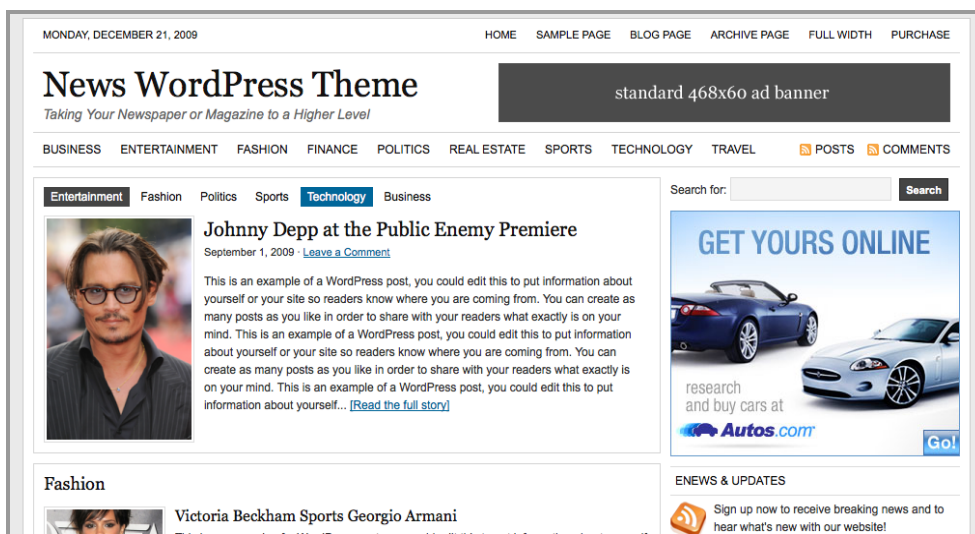 MONDAY, DECEMBER 21, 2009
HOME SAMPLE PAGE BLOG PAGE ARCHIVE PAGE FULL WIDTH PURCHASE
News WordPress Theme
Taking Your Newspaper or Magazine to a Higher Level
standard 468x60 ad banner
BUSINESS ENTERTAINMENT FASHION FINANCE POLITICS REAL ESTATE SPORTS TECHNOLOGY TRAVEL POSTS COMMENTS
Entertainment Fashion Politics Sports Technology Business
Johnny Depp at the Public Enemy Premiere
September 1, 2009 · Leave a Comment
This is an example of a WordPress post, you could edit this to put information about
yourself or your site so readers know where you are coming from. You can create as
many posts as you like in order to share with your readers what exactly is on your
mind. This is an example of a WordPress post, you could edit this to put information
about yourself or your site so readers know where you are coming from. You can
create as many posts as you like in order to share with your readers what exactly is
on your mind. This is an example of a WordPress post, you could edit this to put
information about yourself... [Read the full story]
Search for: Search
GET YOURS ONLINE
research
and buy cars at
Autos.com
Go!
Fashion
Victoria Beckham Sports Georgio Armani
ENEWS & UPDATES
Sign up now to receive breaking news and to
hear what's new with our website!